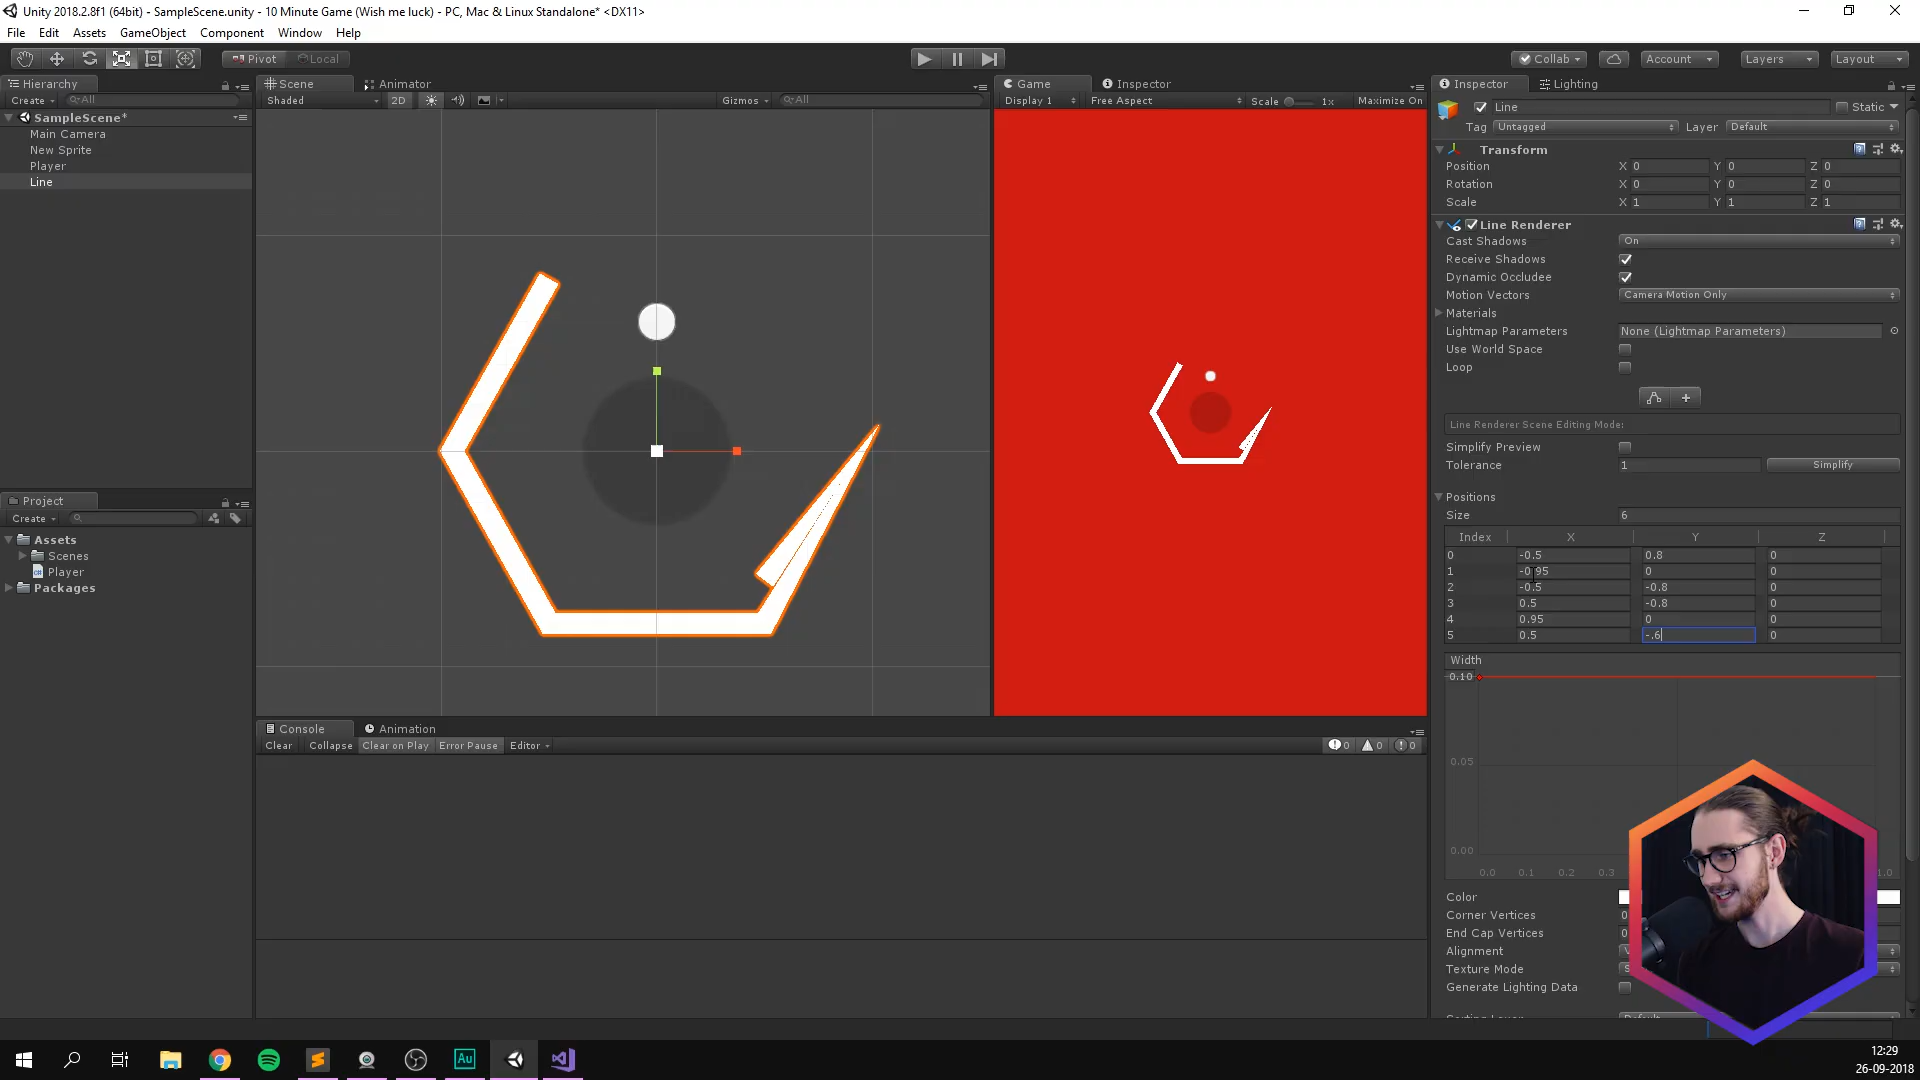 Unity 2018.2.8f1 (64bit) - SampleScene.unity - 10 Minute Game (Wish me luck) - PC, Mac & Linux Standalone* <DX11>
File Edit Assets GameObject Component Window Help
Pivot Local Collab Account Layers Layout
Hierarchy Scene Animator Game Inspector Inspector Lighting
Create All Shaded 2D Gizmos All Display 1 Free Aspect Scale 1x Maximize On
SampleScene*
Main Camera
New Sprite
Player
Line
Line Static
Tag Untagged Layer Default
Transform
Position X 0 Y 0 Z 0
Rotation X 0 Y 0 Z 0
Scale X 1 Y 1 Z 1
Line Renderer
Cast Shadows On
Receive Shadows
Dynamic Occludee
Motion Vectors Camera Motion Only
Materials
Lightmap Parameters None (Lightmap Parameters)
Use World Space
Loop
Line Renderer Scene Editing Mode:
Simplify Preview
Tolerance 1 Simplify
Positions
Size 6
Index X Y Z
0 -0.5 0.8 0
1 -0.95 0 0
2 -0.5 -0.8 0
3 0.5 -0.8 0
4 0.95 0 0
5 0.5 -.6 0
Width
0.10
0.05
0.00
0.0 0.1 0.2 0.3 1.0
Color
Corner Vertices 0
End Cap Vertices 0
Alignment
Texture Mode
Generate Lighting Data
Project
Create
Assets
Scenes
Player
Packages
Console Animation
Clear Collapse Clear on Play Error Pause Editor 0 0 0
Au
12:29
26-09-2018